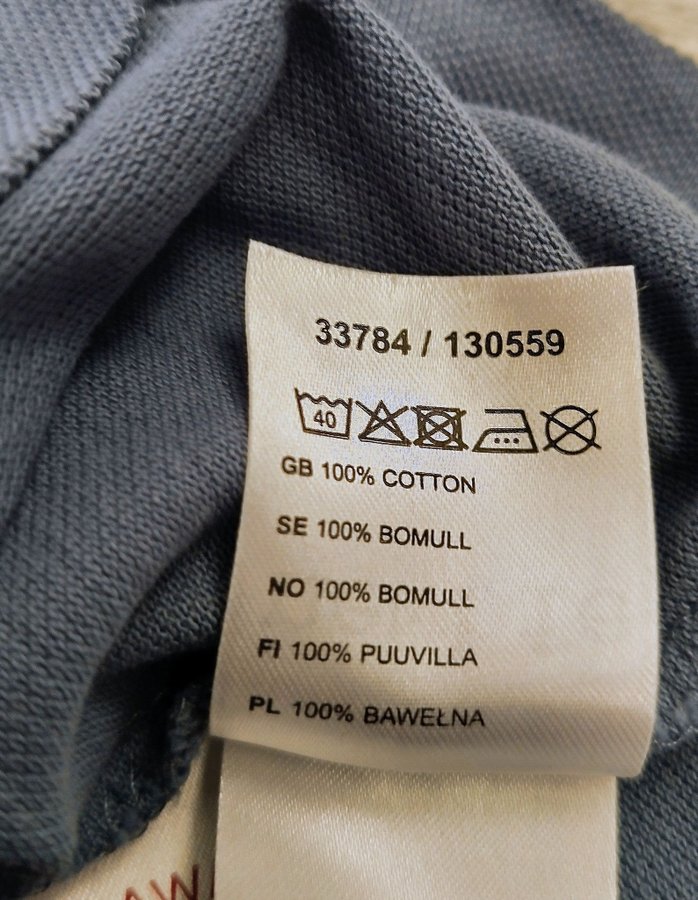 33784 / 130559
40
GB 100% COTTON
SE 100% BOMULL
NO 100% BOMULL
FI 100% PUUVILLA
PL 100% BAWEŁNA